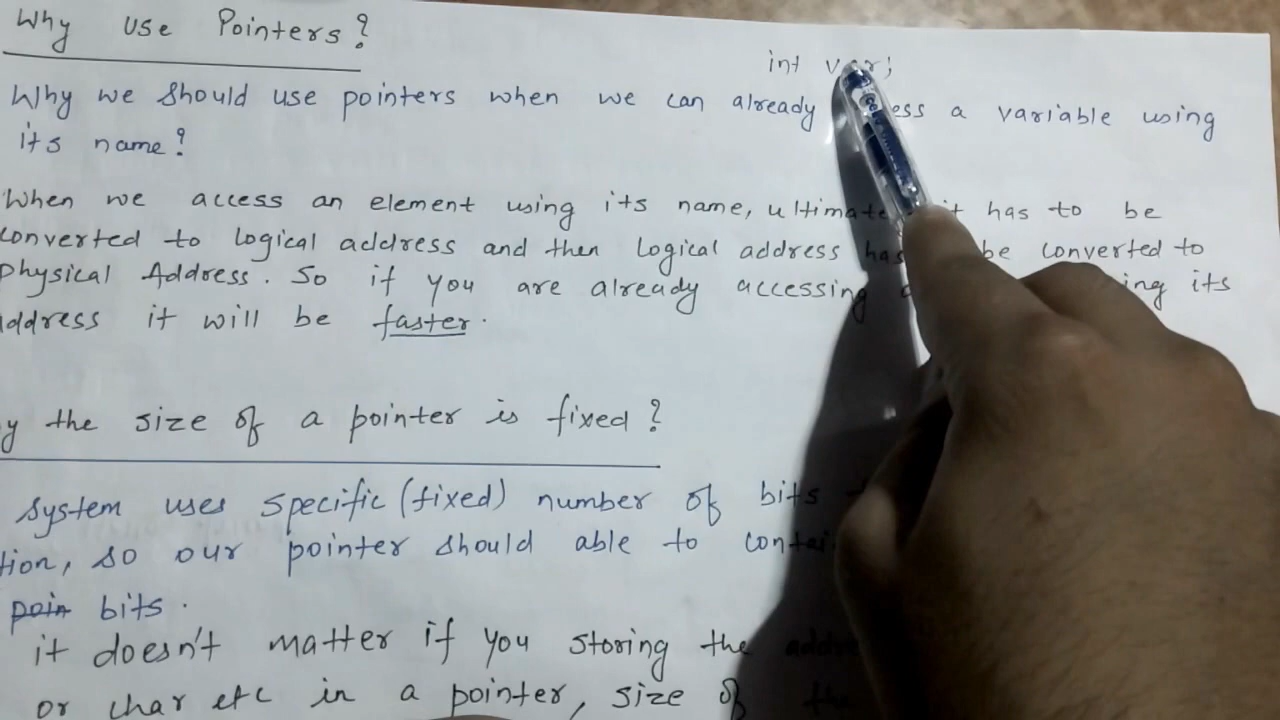 Why Use Pointers?
int var;
Why we should use pointers when we can already a variable using
its name?
When we access an element using its name, it has to be
converted to logical address and then logical address has be converted to
physical Address. So if you are already accessing its
address it will be faster.
the size of a pointer is fixed?
system uses specific (fixed) number of bits
so our pointer should able to
poin bits.
it doesn't matter if you storing the
or char etc in a pointer, size of